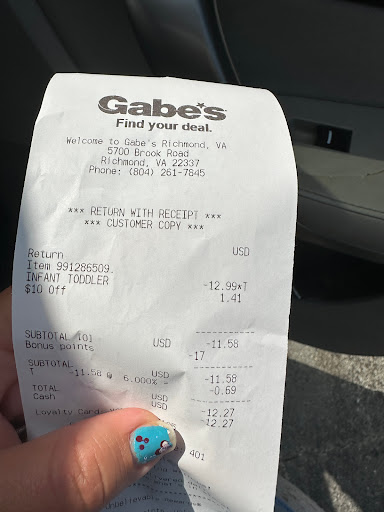 Gabe's
Find your deal.
Welcome to Gabe's Richmond, VA
5700 Brook Road
Richmond, VA 22337
Phone: (804) 261-7845
*** RETURN WITH RECEIPT ***
*** CUSTOMER COPY ***
Return USD
Item 991286509.
INFANT TODDLER -12.99*T
$10 Off 1.41
SUBTOTAL 101 USD -11.58
Bonus points -17
SUBTOTAL USD -11.58
T -11.58 @ 6.000% = -0.69
TOTAL USD -12.27
Cash USD -12.27
Loyalty Card
401